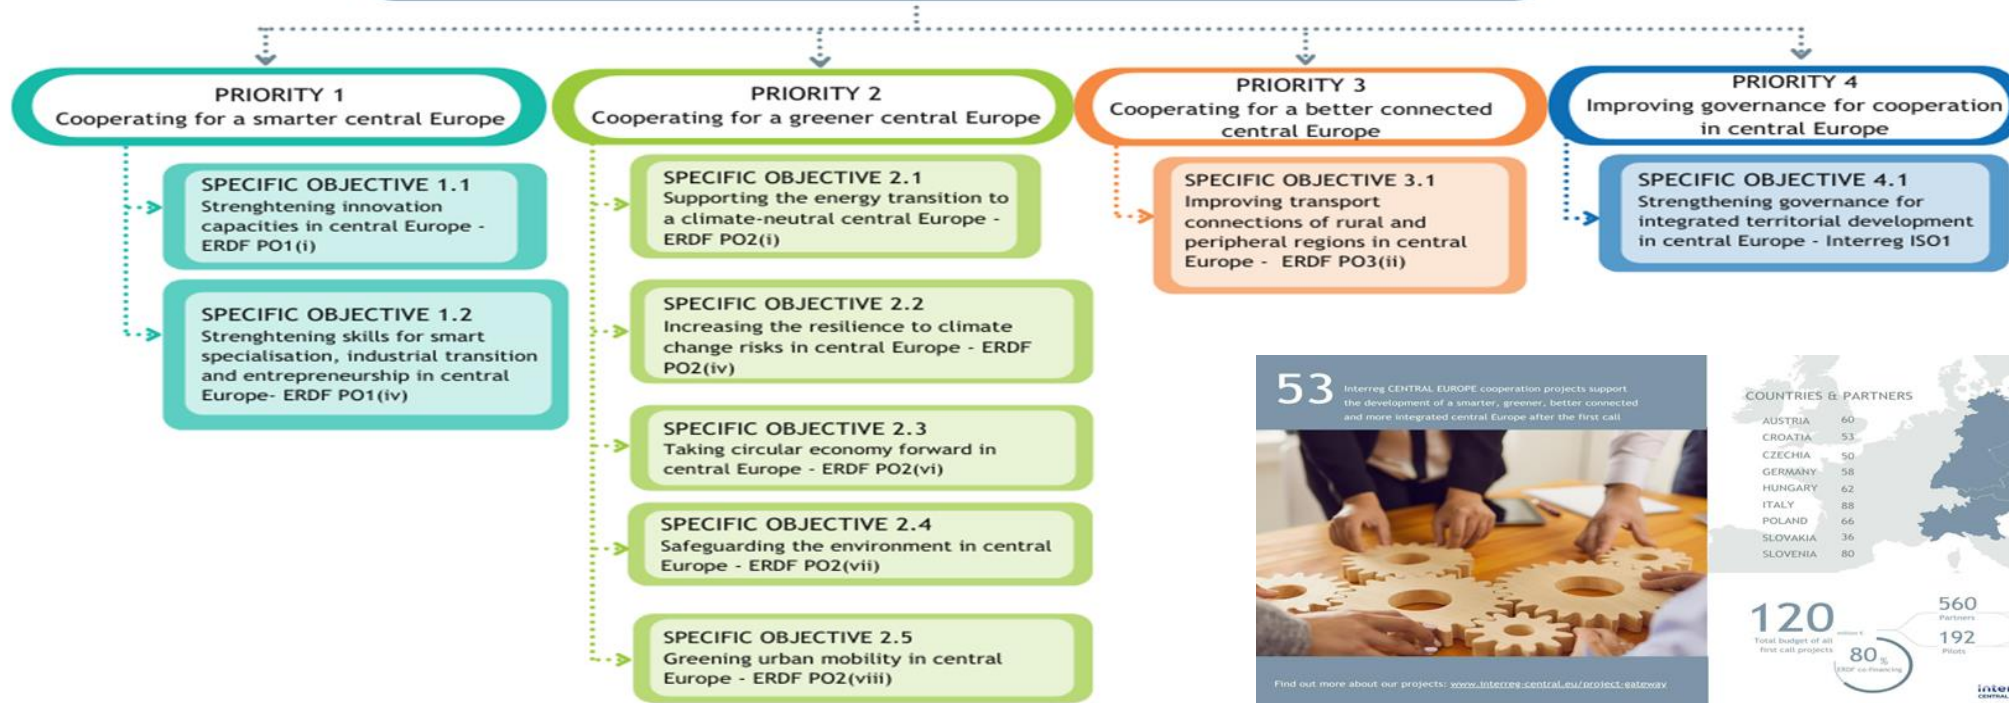 PRIORITY 1
Cooperating for a smarter central Europe
SPECIFIC OBJECTIVE 1.1
Strenghtening innovation
capacities in central Europe -
ERDF PO1(i)
SPECIFIC OBJECTIVE 1.2
Strenghtening skills for smart
specialisation, industrial transition
and entrepreneurship in central
Europe- ERDF PO1(iv)
PRIORITY 2
Cooperating for a greener central Europe
SPECIFIC OBJECTIVE 2.1
Supporting the energy transition to
a climate-neutral central Europe -
ERDF PO2(i)
SPECIFIC OBJECTIVE 2.2
Increasing the resilience to climate
change risks in central Europe - ERDF
PO2(iv)
SPECIFIC OBJECTIVE 2.3
Taking circular economy forward in
central Europe - ERDF PO2(vi)
SPECIFIC OBJECTIVE 2.4
Safeguarding the environment in central
Europe - ERDF PO2(vii)
SPECIFIC OBJECTIVE 2.5
Greening urban mobility in central
Europe - ERDF PO2(viii)
PRIORITY 3
Cooperating for a better connected
central Europe
SPECIFIC OBJECTIVE 3.1
Improving transport
connections of rural and
peripheral regions in central
Europe - ERDF PO3(ii)
PRIORITY 4
Improving governance for cooperation
in central Europe
SPECIFIC OBJECTIVE 4.1
Strengthening governance for
integrated territorial development
in central Europe - Interreg ISO1
53
Interreg CENTRAL EUROPE cooperation projects support
the development of a smarter, greener, better connected
and more integrated central Europe after the first call
Find out more about our projects: www.interreg-central.eu/project-gateway
COUNTRIES & PARTNERS
AUSTRIA 60
CROATIA 53
CZECHIA 50
GERMANY 58
HUNGARY 62
ITALY 88
POLAND 66
SLOVAKIA 36
SLOVENIA 80
120 million €
Total budget of all
first call projects
80 %
ERDF co-financing
560
Partners
192
Pilots
CENTRAL